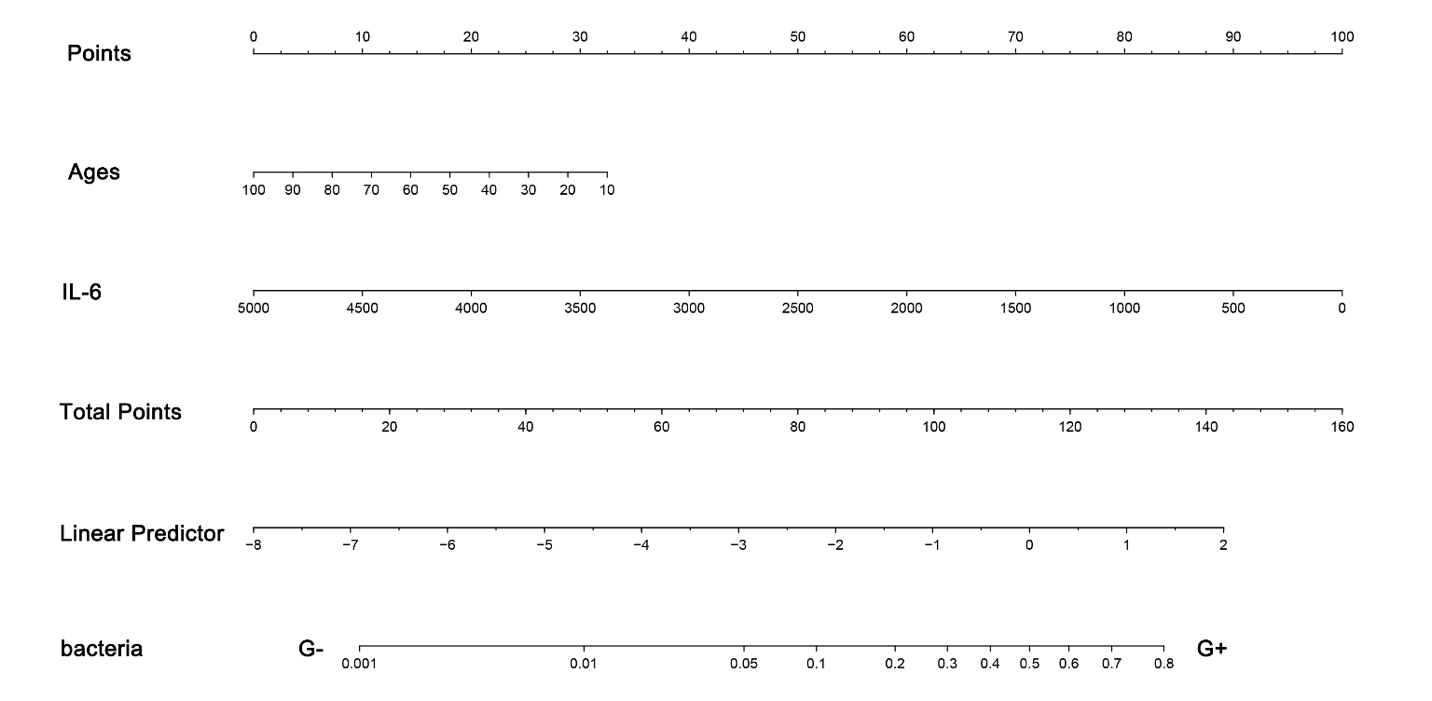 Points
0 10 20 30 40 50 60 70 80 90 100
Ages
100 90 80 70 60 50 40 30 20 10
IL-6
5000 4500 4000 3500 3000 2500 2000 1500 1000 500 0
Total Points
0 20 40 60 80 100 120 140 160
Linear Predictor
−8 −7 −6 −5 −4 −3 −2 −1 0 1 2
bacteria G- G+
0.001 0.01 0.05 0.1 0.2 0.3 0.4 0.5 0.6 0.7 0.8